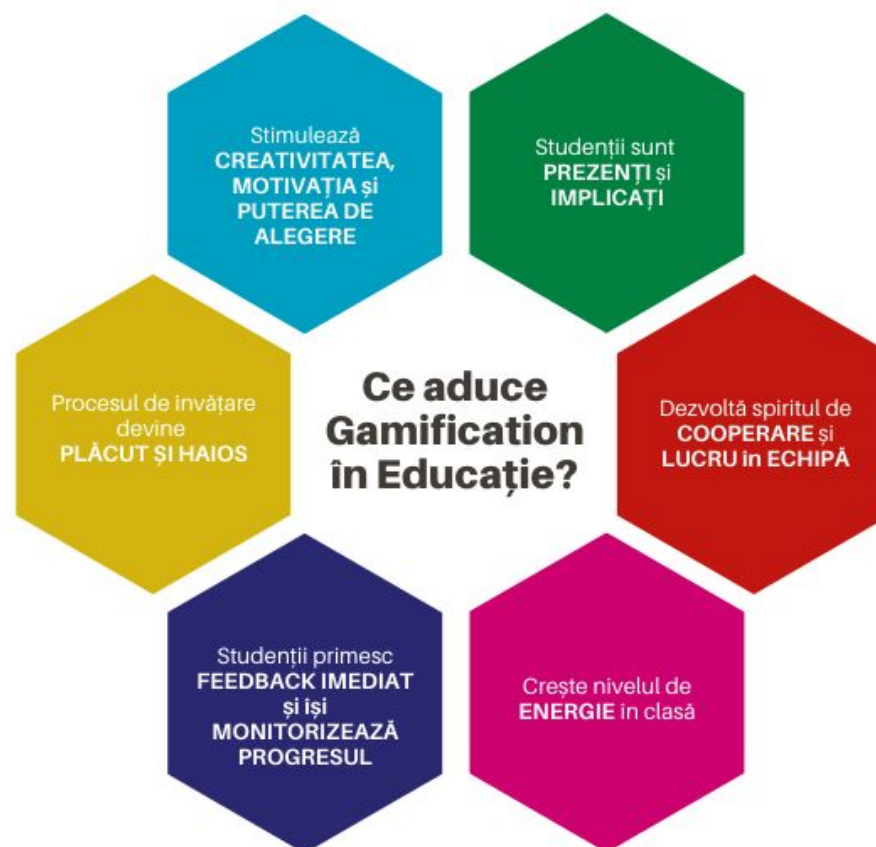 Stimulează
CREATIVITATEA,
MOTIVAȚIA și
PUTEREA DE
ALEGERE
Studenții sunt
PREZENȚI și
IMPLICAȚI
Procesul de învățare
devine
PLĂCUT ȘI HAIOS
Ce aduce
Gamification
în Educație?
Dezvoltă spiritul de
COOPERARE și
LUCRU în ECHIPĂ
Studenții primesc
FEEDBACK IMEDIAT
și își
MONITORIZEAZĂ
PROGRESUL
Crește nivelul de
ENERGIE în clasă